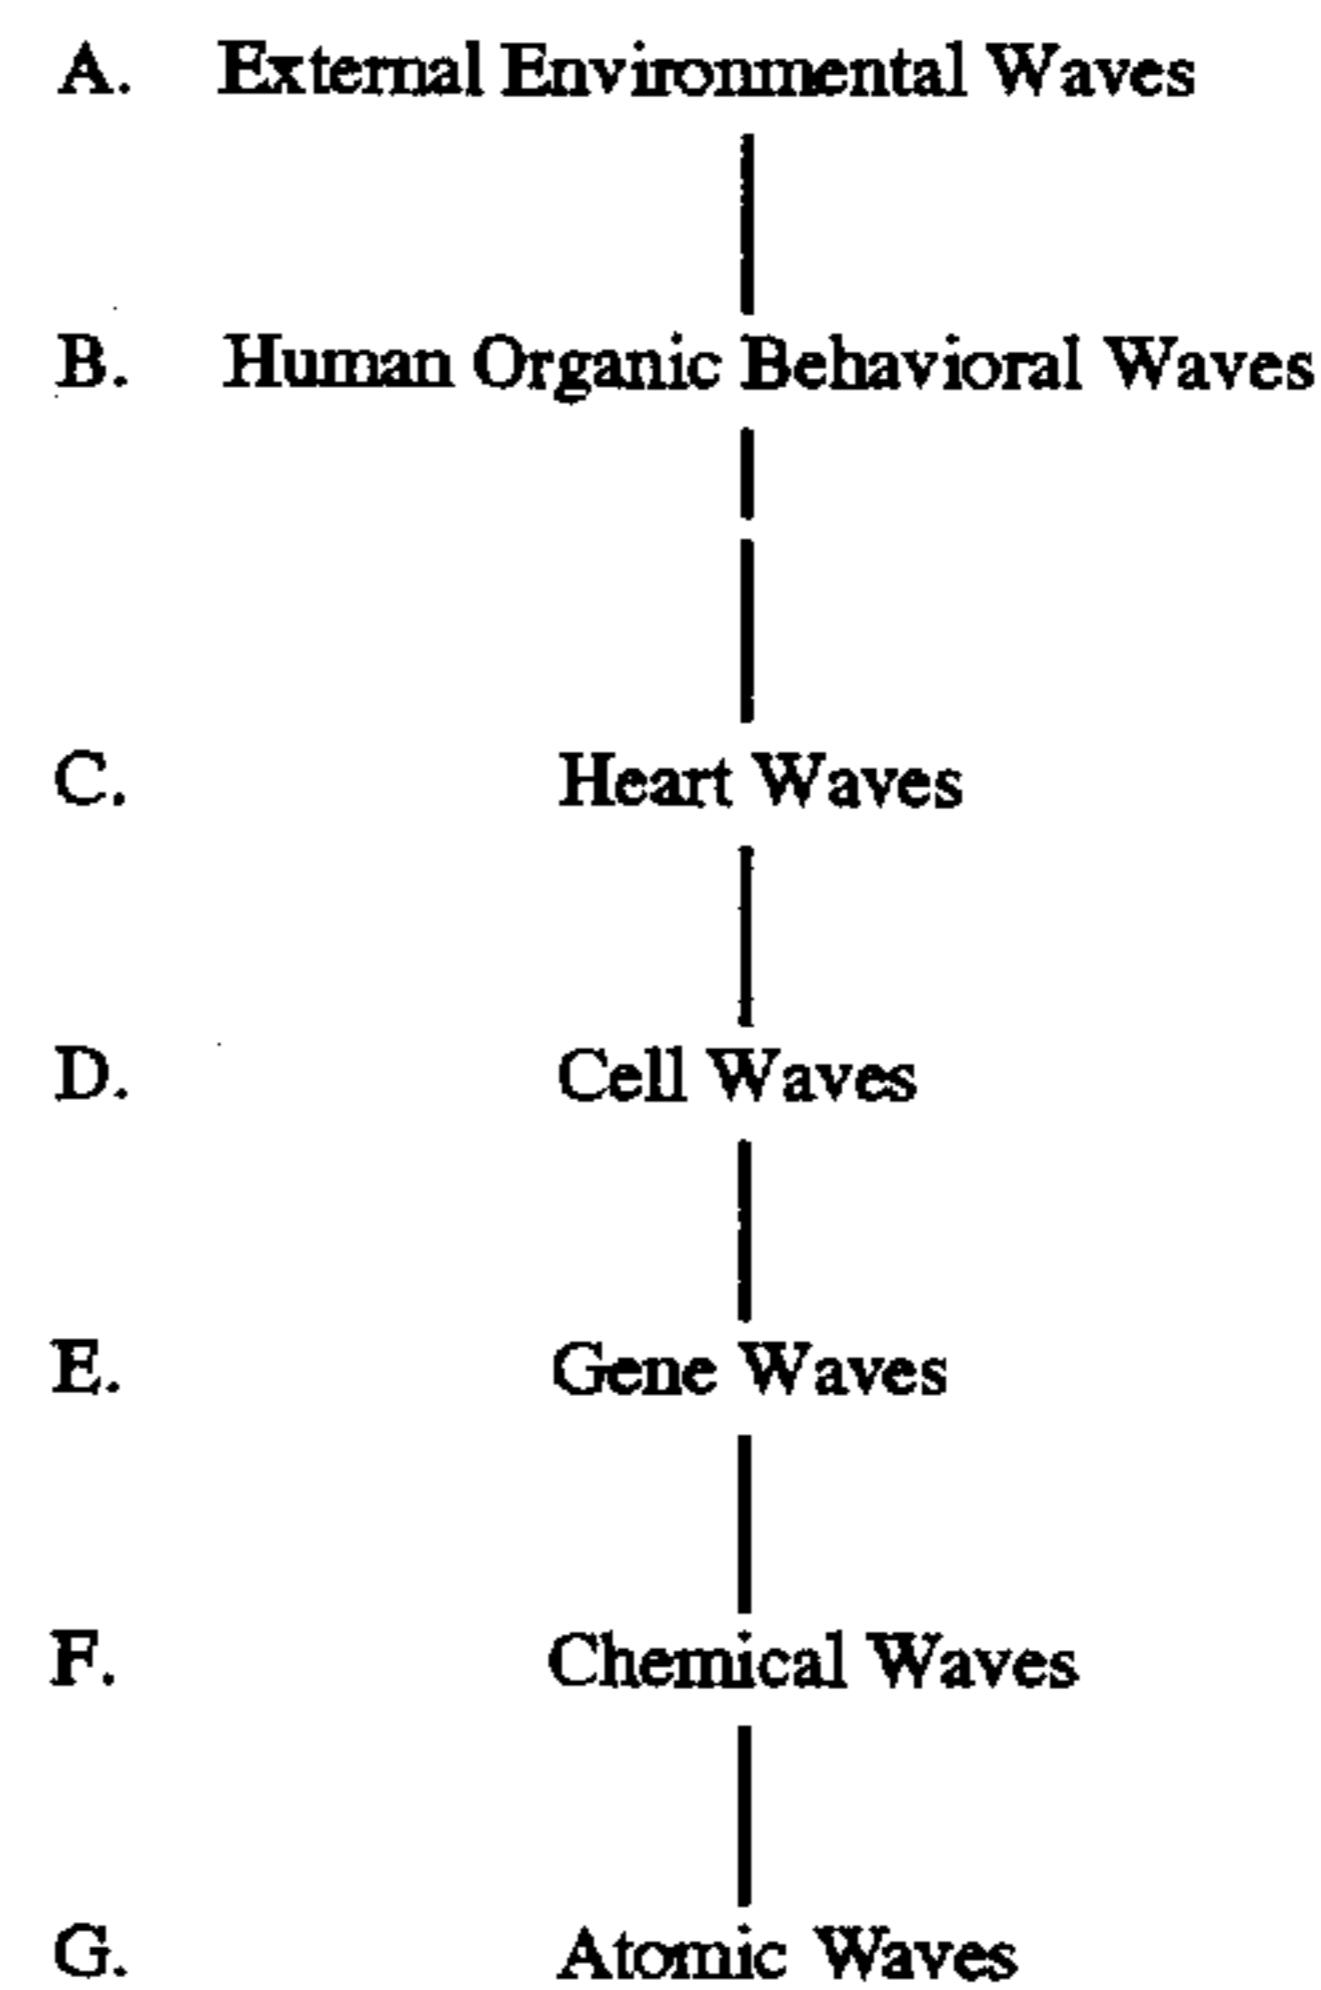 A. External Environmental Waves
B. Human Organic Behavioral Waves
C. Heart Waves
D. Cell Waves
E. Gene Waves
F. Chemical Waves
G. Atomic Waves